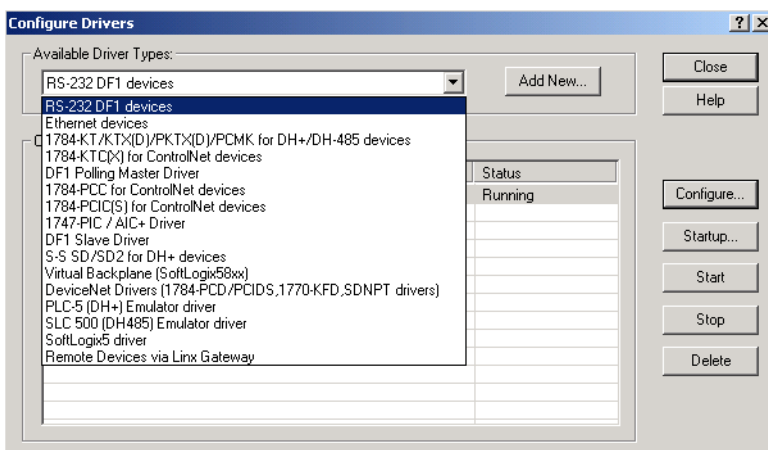 Configure Drivers
Available Driver Types:
RS-232 DF1 devices
Add New...
Close
Help
RS-232 DF1 devices
Ethernet devices
1784-KT/KTX(D)/PKTX(D)/PCMK for DH+/DH-485 devices
1784-KTC(X) for ControlNet devices
DF1 Polling Master Driver
1784-PCC for ControlNet devices
1784-PCIC(S) for ControlNet devices
1747-PIC / AIC+ Driver
DF1 Slave Driver
S-S SD/SD2 for DH+ devices
Virtual Backplane (SoftLogix58xx)
DeviceNet Drivers (1784-PCD/PCIDS,1770-KFD,SDNPT drivers)
PLC-5 (DH+) Emulator driver
SLC 500 (DH485) Emulator driver
SoftLogix5 driver
Remote Devices via Linx Gateway
Status
Running
Configure...
Startup...
Start
Stop
Delete